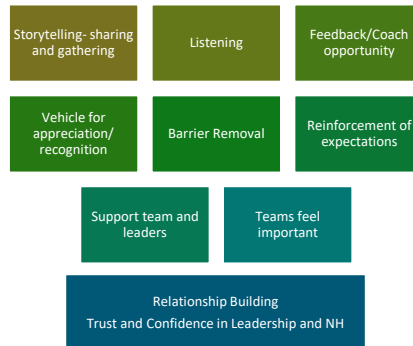 Storytelling- sharing
and gathering
Listening
Feedback/Coach
opportunity
Vehicle for
appreciation/
recognition
Barrier Removal
Reinforcement of
expectations
Support team and
leaders
Teams feel
important
Relationship Building
Trust and Confidence in Leadership and NH